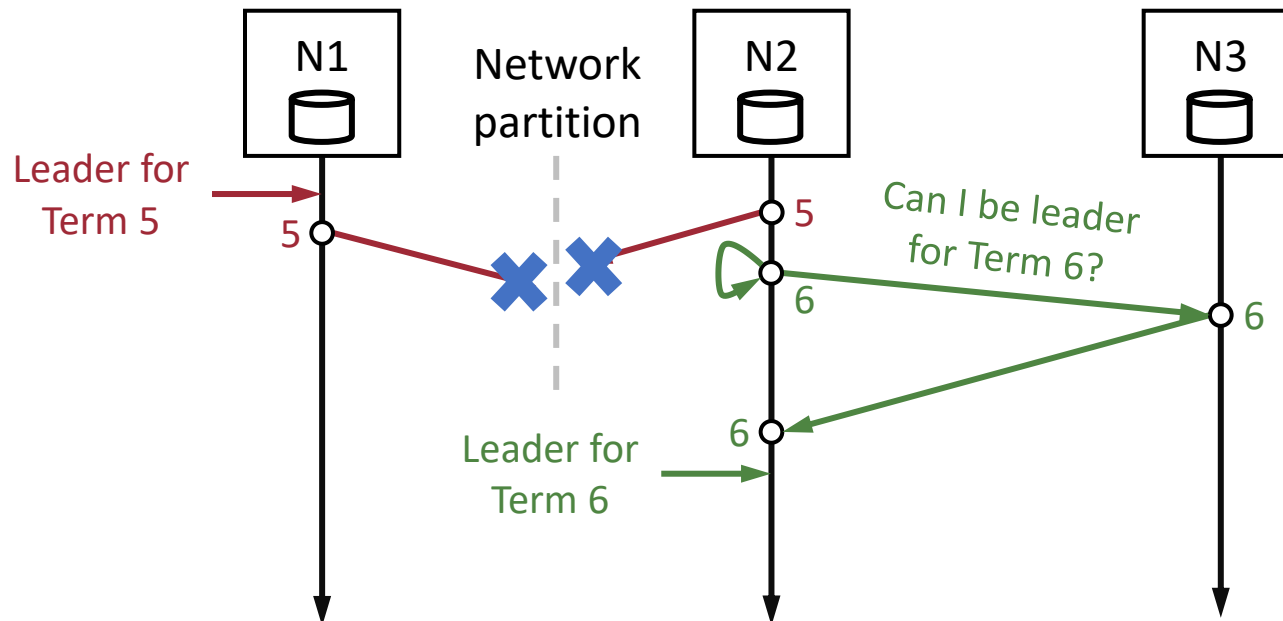 N1
Network
partition
N2
N3
Leader for
Term 5
5
5
Can I be leader
for Term 6?
6
6
6
Leader for
Term 6